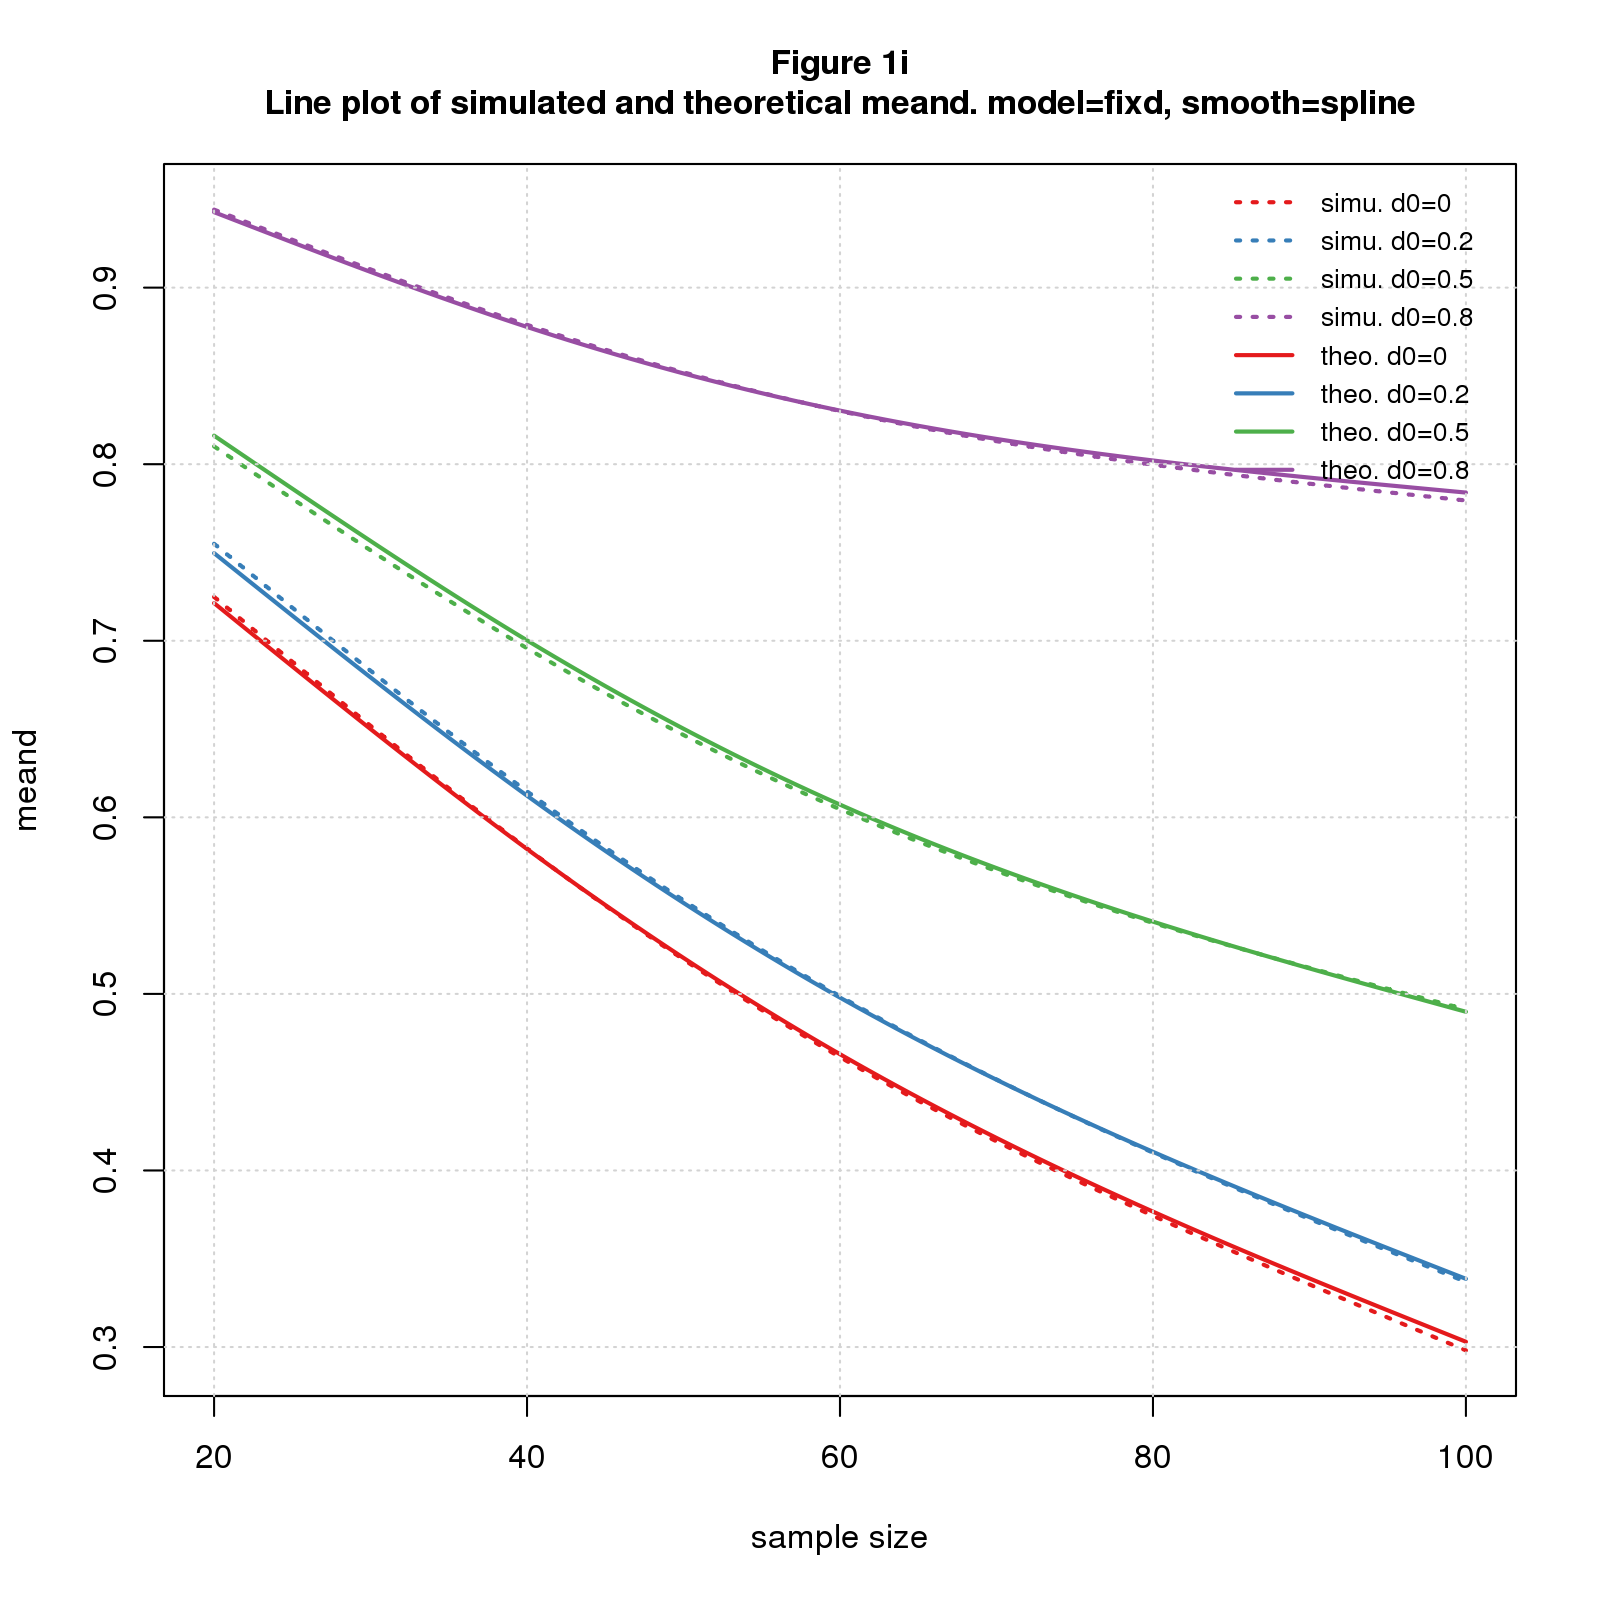 Figure 1i
Line plot of simulated and theoretical meand. model=fixd, smooth=spline
simu. d0=0
simu. d0=0.2
simu. d0=0.5
simu. d0=0.8
theo. d0=0
theo. d0=0.2
theo. d0=0.5
theo. d0=0.8
meand
0.9
0.8
0.7
0.6
0.5
0.4
0.3
20 40 60 80 100
sample size